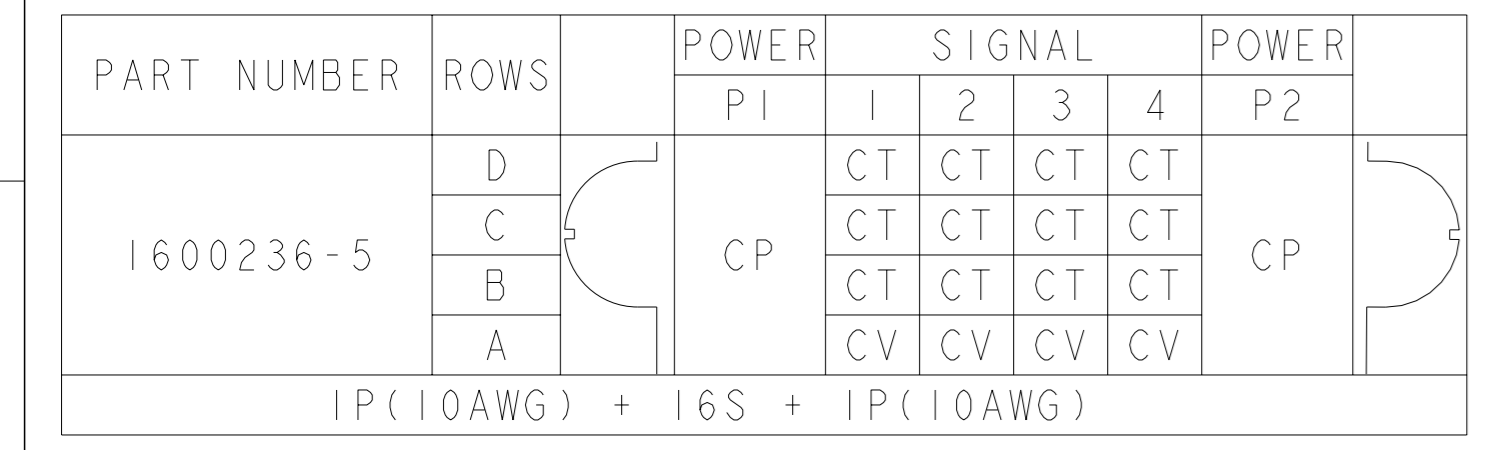 PART NUMBER ROWS POWER SIGNAL POWER
P1 1 2 3 4 P2
D CT CT CT CT
C CT CT CT CT
1600236-5 CP CP
B CT CT CT CT
A CV CV CV CV
1P(10AWG) + 16S + 1P(10AWG)